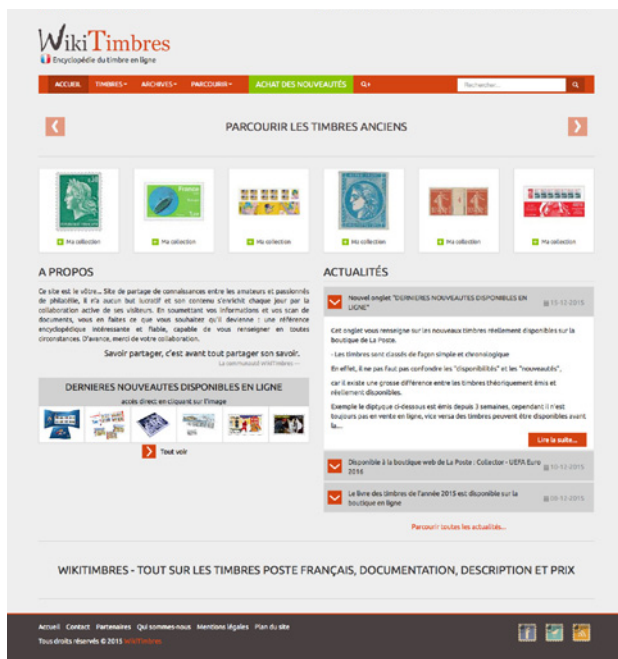 WikiTimbres
Encyclopédie du timbre en ligne
ACCUEIL TIMBRES ARCHIVES PARCOURIR ACHAT DES NOUVEAUTÉS Rechercher...
PARCOURIR LES TIMBRES ANCIENS
Ma collection Ma collection Ma collection Ma collection Ma collection Ma collection
A PROPOS
Ce site est le vôtre... Site de partage de connaissances entre les amateurs et passionnés
de philatélie, il n'a aucun but lucratif et son contenu s'enrichit chaque jour par la
collaboration active de ses visiteurs. En soumettant vos informations et vos scan de
documents, vous en faites ce que vous souhaitez qu'il devienne : une référence
encyclopédique intéressante et fiable, capable de vous renseigner en toutes
circonstances. D'avance, merci de votre collaboration.
Savoir partager, c'est avant tout partager son savoir.
La communauté WikiTimbres —
DERNIERES NOUVEAUTES DISPONIBLES EN LIGNE
accès direct en cliquant sur l'image
Tout voir
ACTUALITÉS
Nouvel onglet "DERNIERES NOUVEAUTES DISPONIBLES EN
LIGNE"
11-12-2015
Cet onglet vous renseigne sur les nouveaux timbres réellement disponibles sur la
boutique de La Poste.
- Les timbres sont classés de façon simple et chronologique
En effet, il ne pas faut pas confondre les "disponibilités" et les "nouveautés",
car il existe une grosse différence entre les timbres théoriquement émis et
réellement disponibles.
Exemple le diptyque ci-dessous est émis depuis 3 semaines, cependant il n'est
toujours pas en vente en ligne, vice versa des timbres peuvent être disponibles avant
la...
Lire la suite...
Disponible à la boutique web de La Poste : Collector - UEFA Euro
2016
10-12-2015
Le livre des timbres de l'année 2015 est disponible sur la
boutique en ligne
Parcourir toutes les actualités...
WIKITIMBRES - TOUT SUR LES TIMBRES POSTE FRANÇAIS, DOCUMENTATION, DESCRIPTION ET PRIX
Accueil Contact Partenaires Qui sommes-nous Mentions légales Plan du site
Tous droits réservés © 2015 WikiTimbres